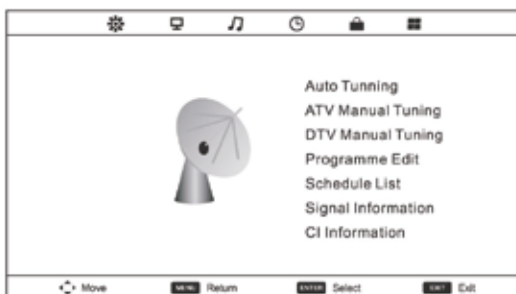 Auto Tunning
ATV Manual Tuning
DTV Manual Tuning
Programme Edit
Schedule List
Signal Information
CI Information
Move MENU Return ENTER Select EXIT Exit